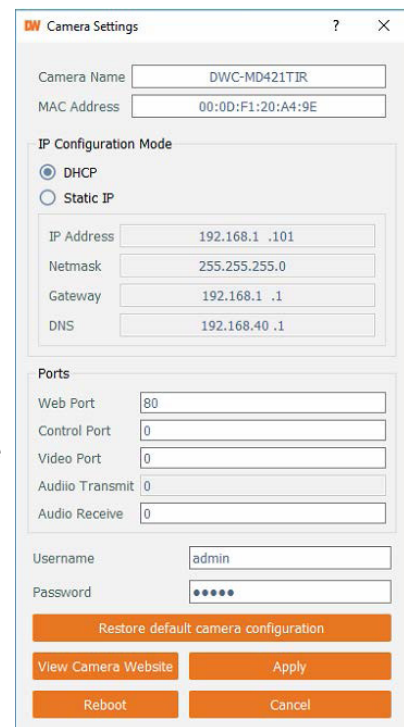 DW Camera Settings ? ×
Camera Name DWC-MD421TIR
MAC Address 00:0D:F1:20:A4:9E
IP Configuration Mode
DHCP
Static IP
IP Address 192.168.1 .101
Netmask 255.255.255.0
Gateway 192.168.1 .1
DNS 192.168.40 .1
Ports
Web Port 80
Control Port 0
Video Port 0
Audiio Transmit 0
Audio Receive 0
Username admin
Password •••••
Restore default camera configuration
View Camera Website Apply
Reboot Cancel